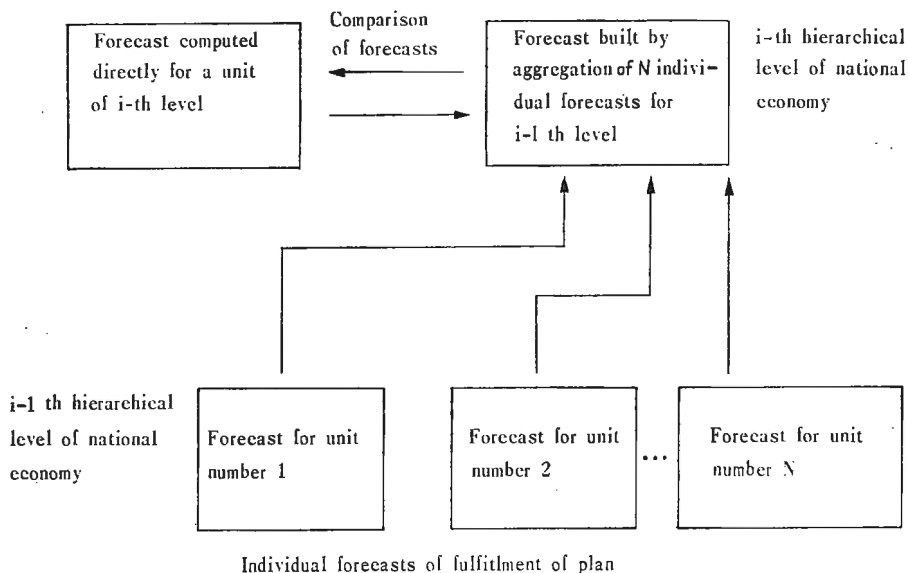 Forecast computed
directly for a unit
of i-th level
Comparison
of forecasts
Forecast built by
aggregation of N indivi-
dual forecasts for
i-1 th level
i-th hierarchical
level of national
economy
i-1 th hierarchical
level of national
economy
Forecast for unit
number 1
Forecast for unit
number 2
...
Forecast for unit
number N
Individual forecasts of fulfitlment of plan